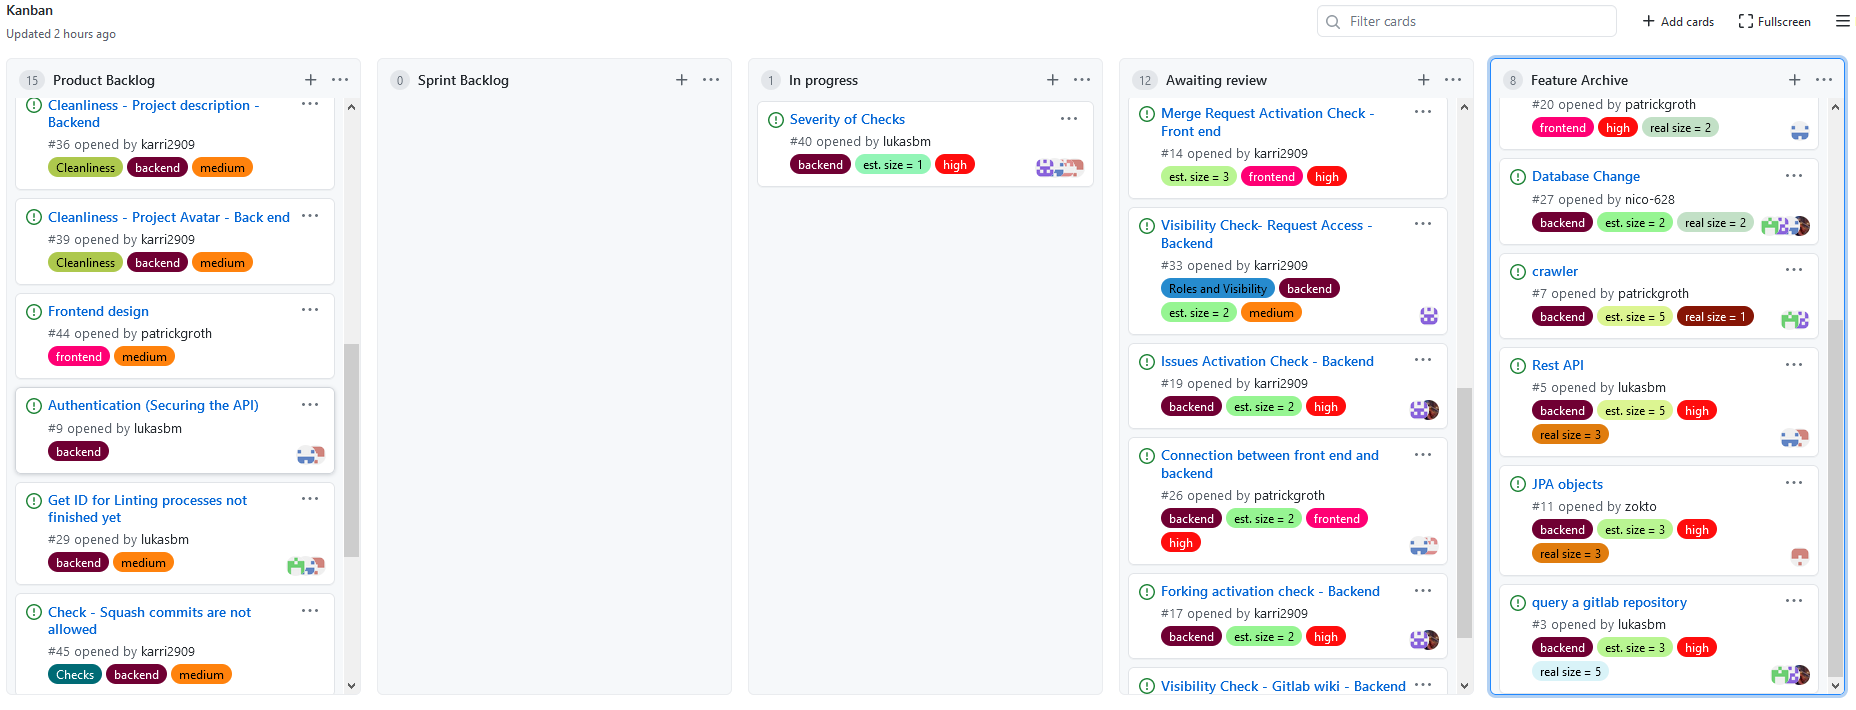 Kanban
Updated 2 hours ago
Filter cards
Add cards
Fullscreen
15 Product Backlog
Cleanliness - Project description -
Backend
#36 opened by karri2909
Cleanliness backend medium
Cleanliness - Project Avatar - Back end
#39 opened by karri2909
Cleanliness backend medium
Frontend design
#44 opened by patrickgroth
frontend medium
Authentication (Securing the API)
#9 opened by lukasbm
backend
Get ID for Linting processes not
finished yet
#29 opened by lukasbm
backend medium
Check - Squash commits are not
allowed
#45 opened by karri2909
Checks backend medium
0 Sprint Backlog
1 In progress
Severity of Checks
#40 opened by lukasbm
backend est. size = 1 high
12 Awaiting review
Merge Request Activation Check -
Front end
#14 opened by karri2909
est. size = 3 frontend high
Visibility Check- Request Access -
Backend
#33 opened by karri2909
Roles and Visibility backend
est. size = 2 medium
Issues Activation Check - Backend
#19 opened by karri2909
backend est. size = 2 high
Connection between front end and
backend
#26 opened by patrickgroth
backend est. size = 2 frontend
high
Forking activation check - Backend
#17 opened by karri2909
backend est. size = 2 high
Visibility Check - Gitlab wiki - Backend
8 Feature Archive
#20 opened by patrickgroth
frontend high real size = 2
Database Change
#27 opened by nico-628
backend est. size = 2 real size = 2
crawler
#7 opened by patrickgroth
backend est. size = 5 real size = 1
Rest API
#5 opened by lukasbm
backend est. size = 5 high
real size = 3
JPA objects
#11 opened by zokto
backend est. size = 3 high
real size = 3
query a gitlab repository
#3 opened by lukasbm
backend est. size = 3 high
real size = 5